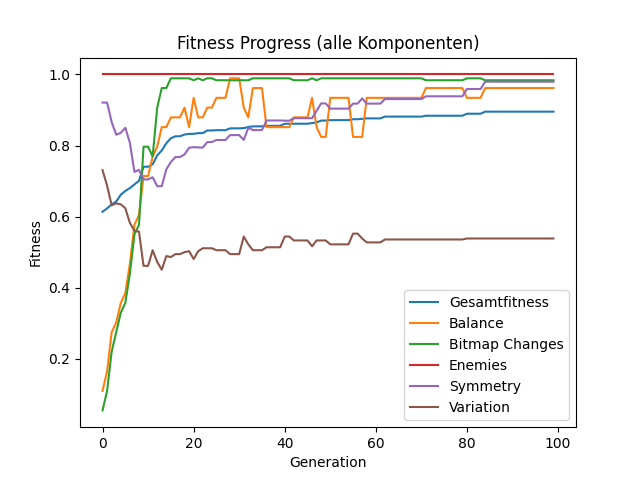 Fitness Progress (alle Komponenten)
1.0
0.8
0.6
0.4
0.2
Fitness
0 20 40 60 80 100
Generation
Gesamtfitness
Balance
Bitmap Changes
Enemies
Symmetry
Variation